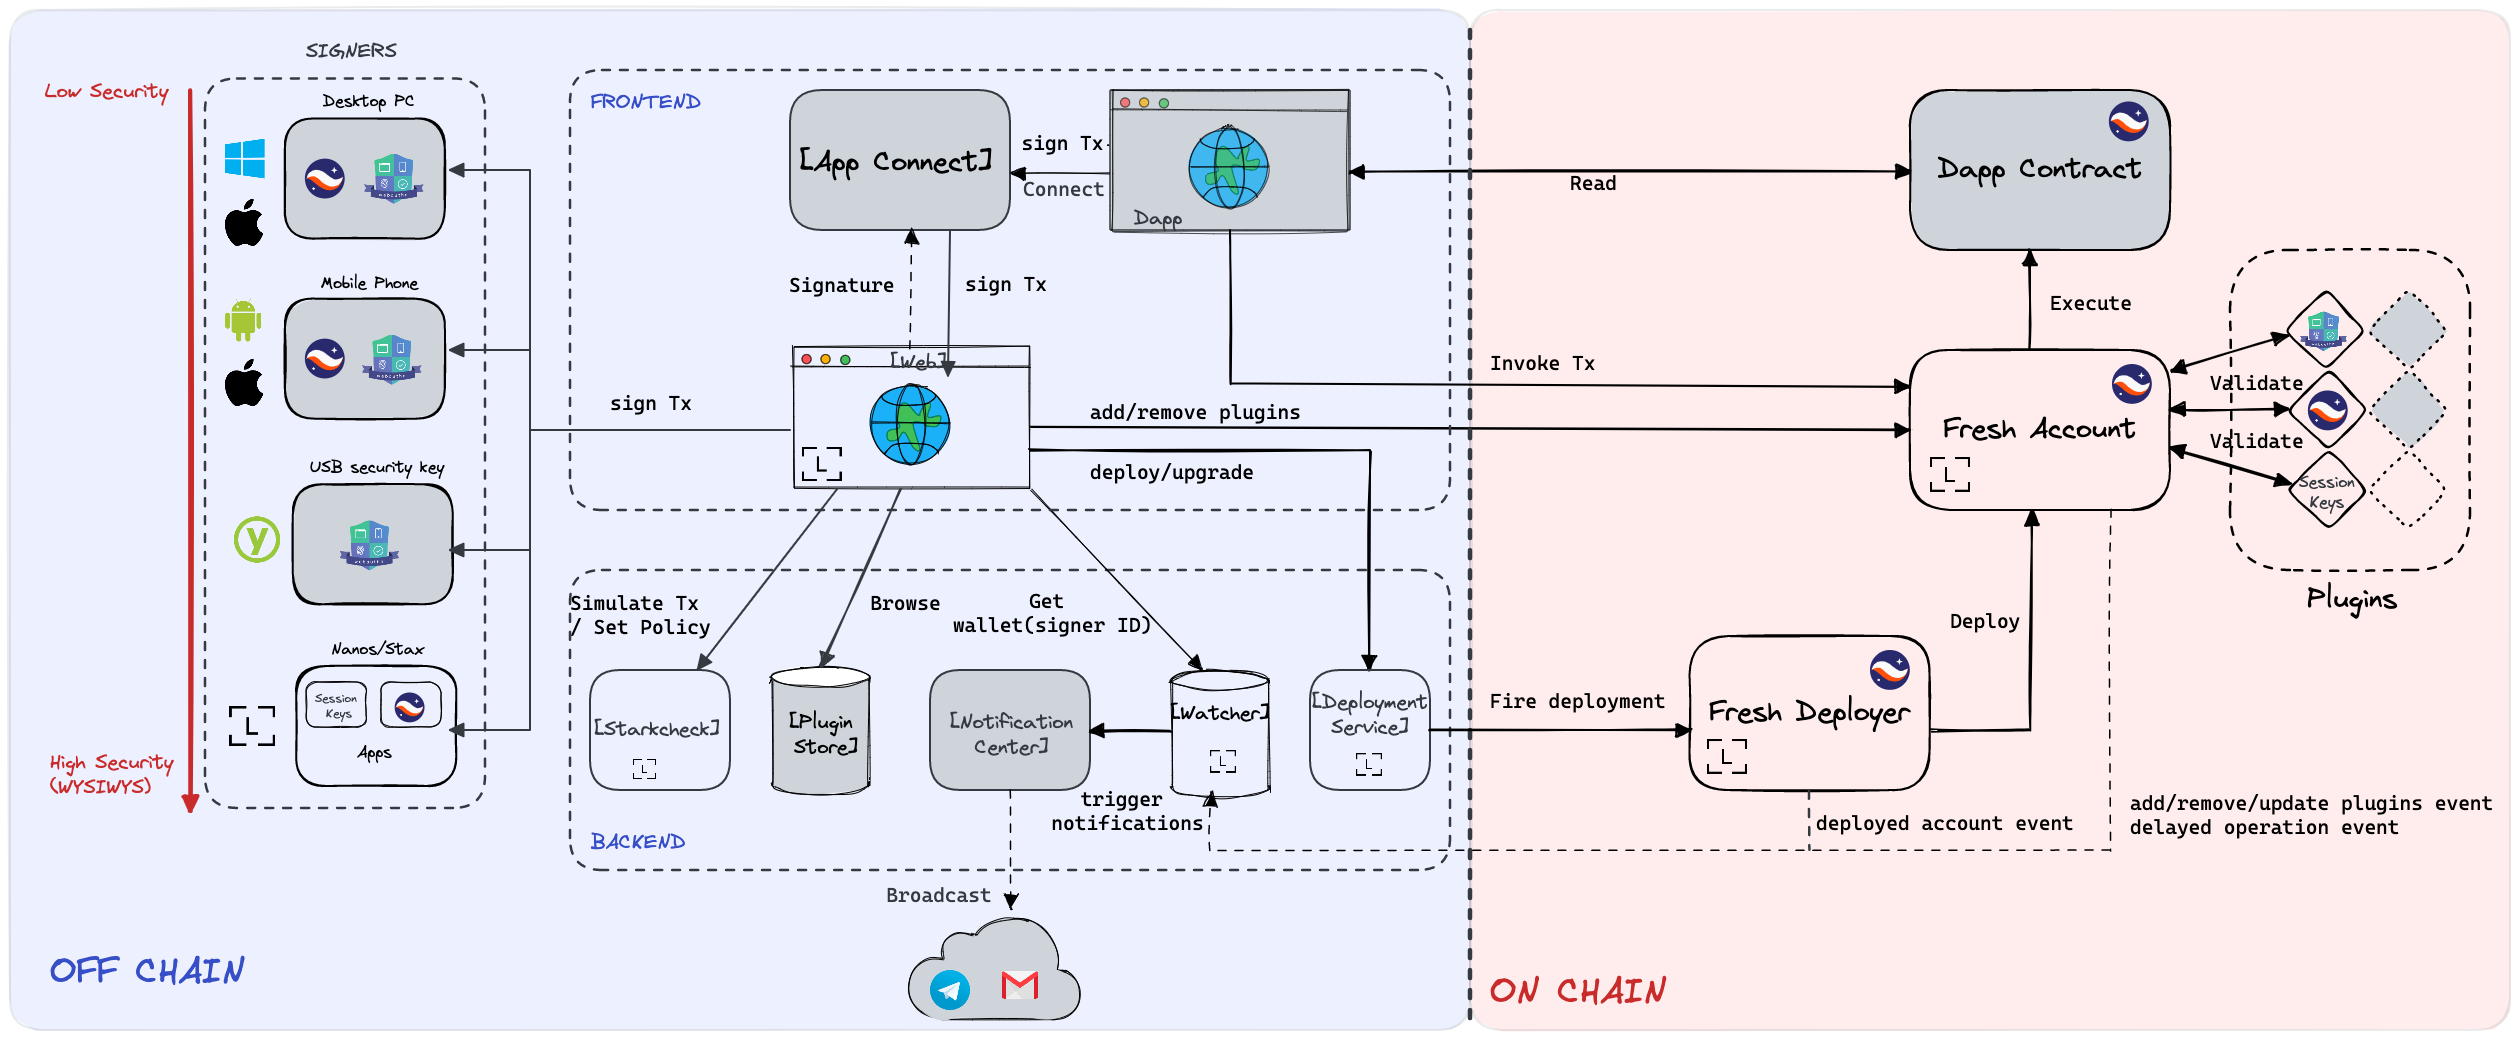 SIGNERS
Low Security
Desktop PC
Mobile Phone
USB security key
Nanos/Stax
Session
Keys
Apps
High Security
(WYSIWYS)
OFF CHAIN
FRONTEND
[App Connect]
sign Tx
Connect
Dapp
Signature
sign Tx
[Web]
sign Tx
add/remove plugins
deploy/upgrade
Simulate Tx
/ Set Policy
Browse
Get
wallet(signer ID)
[Starkcheck]
[Plugin
Store]
[Notification
Center]
[Watcher]
[Deployment
Service]
trigger
notifications
BACKEND
Broadcast
Read
Dapp Contract
Execute
Invoke Tx
Fresh Account
Validate
Validate
Session
Keys
Plugins
Deploy
Fire deployment
Fresh Deployer
deployed account event
add/remove/update plugins event
delayed operation event
ON CHAIN